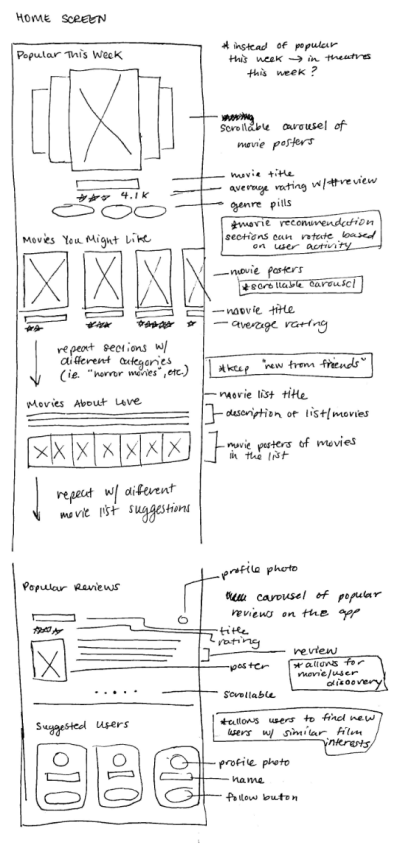 HOME SCREEN
Popular This Week
* instead of popular
this week → in theatres
this week?
scrollable carousel of
movie posters
movie title
4.1K
average rating w/ # review
genre pills
*movie recommendation
sections can rotate based
on user activity
Movies You Might Like
movie posters
*scrollable carousel
movie title
average rating
repeat sections w/
different categories
(i.e. "horror movies", etc.)
*keep "new from friends"
movie list title
Movies About Love
description of list/movies
movie posters of movies
in the list
repeat w/ different
movie list suggestions
profile photo
Popular Reviews
carousel of popular
reviews on the app
title
rating
review
poster
*allows for
movie/user
discovery
scrollable
Suggested Users
*allows users to find new
users w/ similar film
interests
profile photo
name
follow button